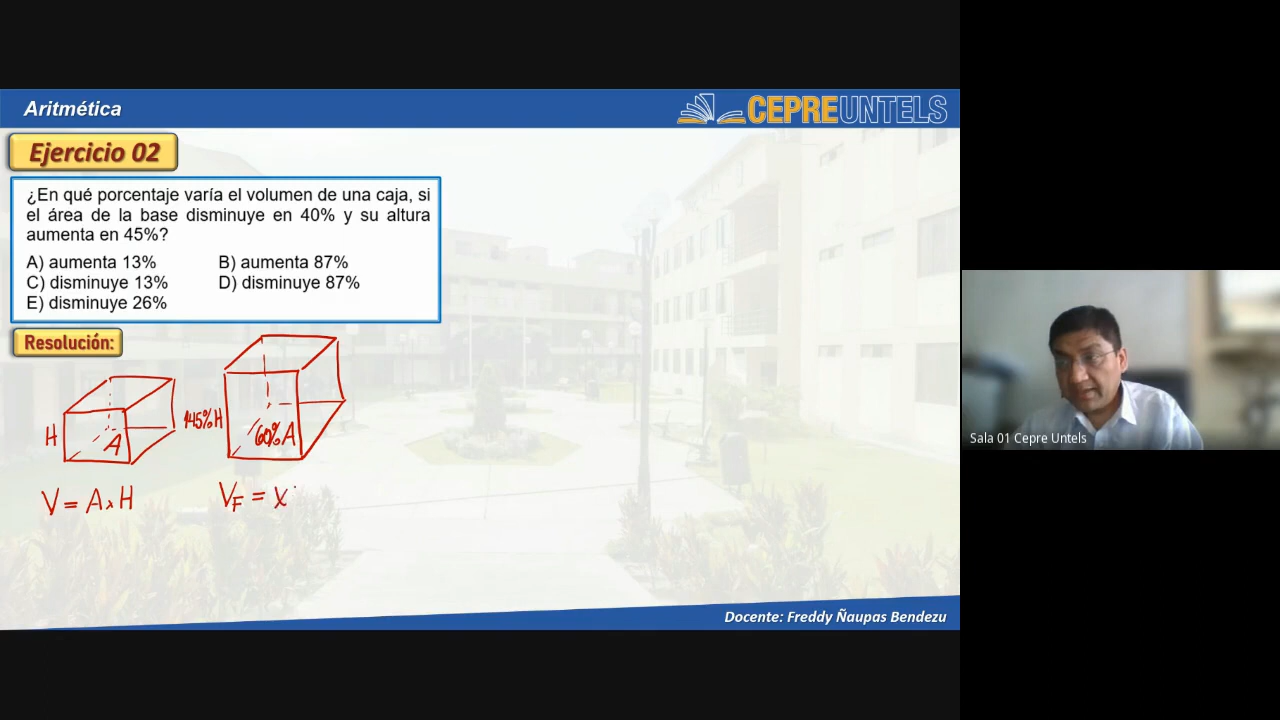 Aritmética
CEPREUNTELS
Ejercicio 02
¿En qué porcentaje varía el volumen de una caja, si
el área de la base disminuye en 40% y su altura
aumenta en 45%?
A) aumenta 13% B) aumenta 87%
C) disminuye 13% D) disminuye 87%
E) disminuye 26%
Resolución:
H A 145%H 60%A
V = A x H V_F = X
Sala 01 Cepre Untels
Docente: Freddy Ñaupas Bendezu